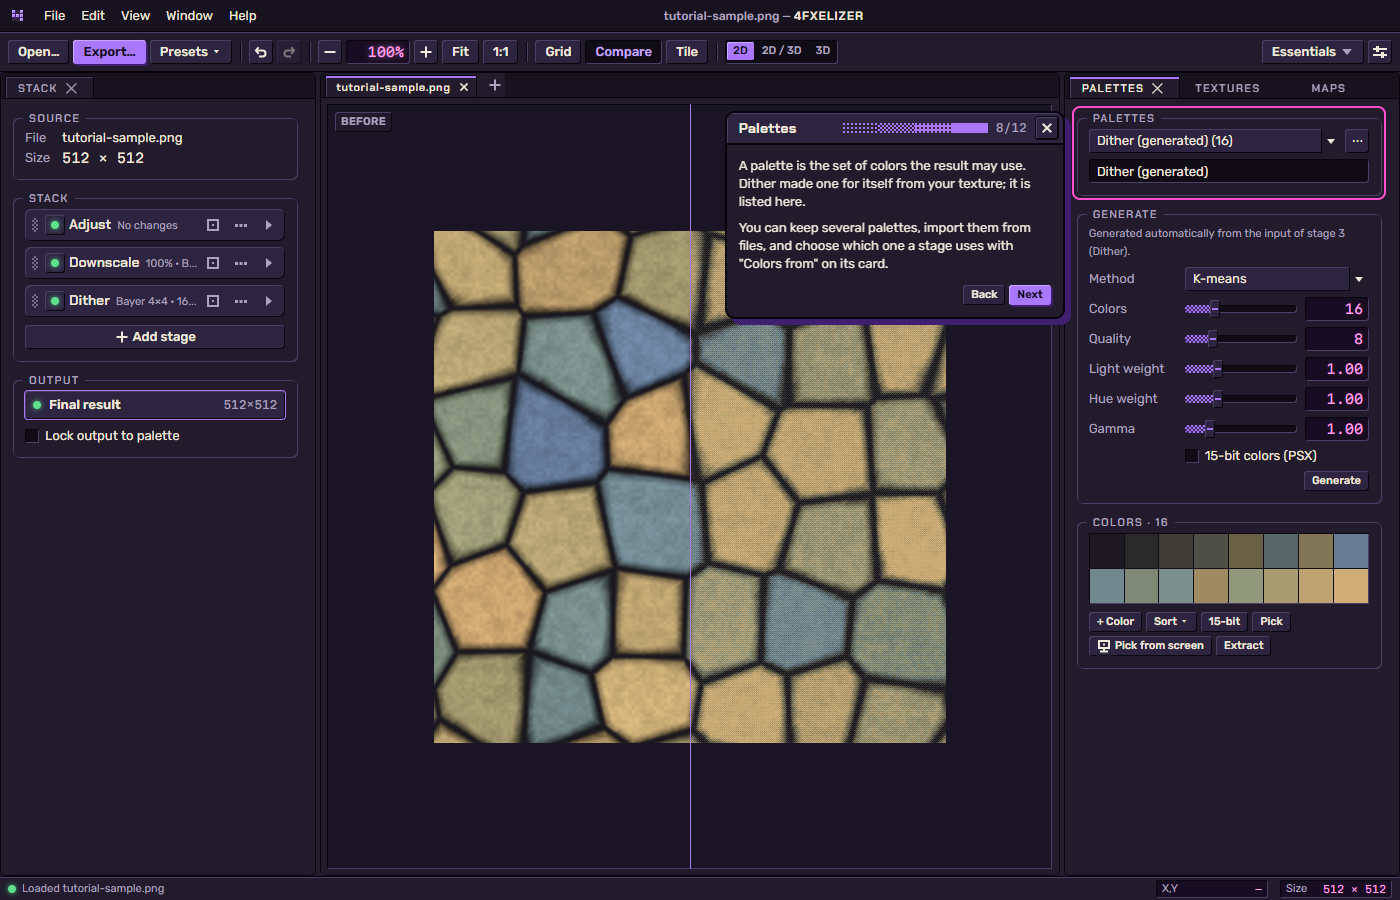 File Edit View Window Help
tutorial-sample.png — 4FXELIZER
Open... Export... Presets
100% Fit 1:1 Grid Compare Tile 2D 2D / 3D 3D Essentials
STACK
SOURCE
File tutorial-sample.png
Size 512 × 512
STACK
Adjust No changes
Downscale 100% • B...
Dither Bayer 4×4 • 16...
+ Add stage
OUTPUT
Final result 512×512
Lock output to palette
tutorial-sample.png
BEFORE
Palettes 8/12
A palette is the set of colors the result may use.
Dither made one for itself from your texture; it is
listed here.
You can keep several palettes, import them from
files, and choose which one a stage uses with
"Colors from" on its card.
Back Next
PALETTES TEXTURES MAPS
PALETTES
Dither (generated) (16)
Dither (generated)
GENERATE
Generated automatically from the input of stage 3
(Dither).
Method K-means
Colors 16
Quality 8
Light weight 1.00
Hue weight 1.00
Gamma 1.00
15-bit colors (PSX)
Generate
COLORS · 16
+ Color Sort 15-bit Pick
Pick from screen Extract
Loaded tutorial-sample.png
X,Y — Size 512 × 512